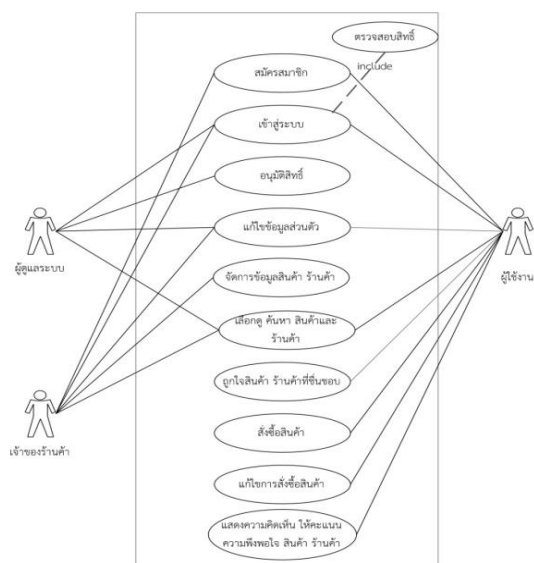 ตรวจสอบสิทธิ์
include
สมัครสมาชิก
เข้าสู่ระบบ
อนุมัติสิทธิ์
แก้ไขข้อมูลส่วนตัว
ผู้ดูแลระบบ
ผู้ใช้งาน
จัดการข้อมูลสินค้า ร้านค้า
เลือกดู ค้นหา สินค้าและ
ร้านค้า
ถูกใจสินค้า ร้านค้าที่ชื่นชอบ
เจ้าของร้านค้า
สั่งซื้อสินค้า
แก้ไขการสั่งซื้อสินค้า
แสดงความคิดเห็น ให้คะแนน
ความพึงพอใจ สินค้า ร้านค้า